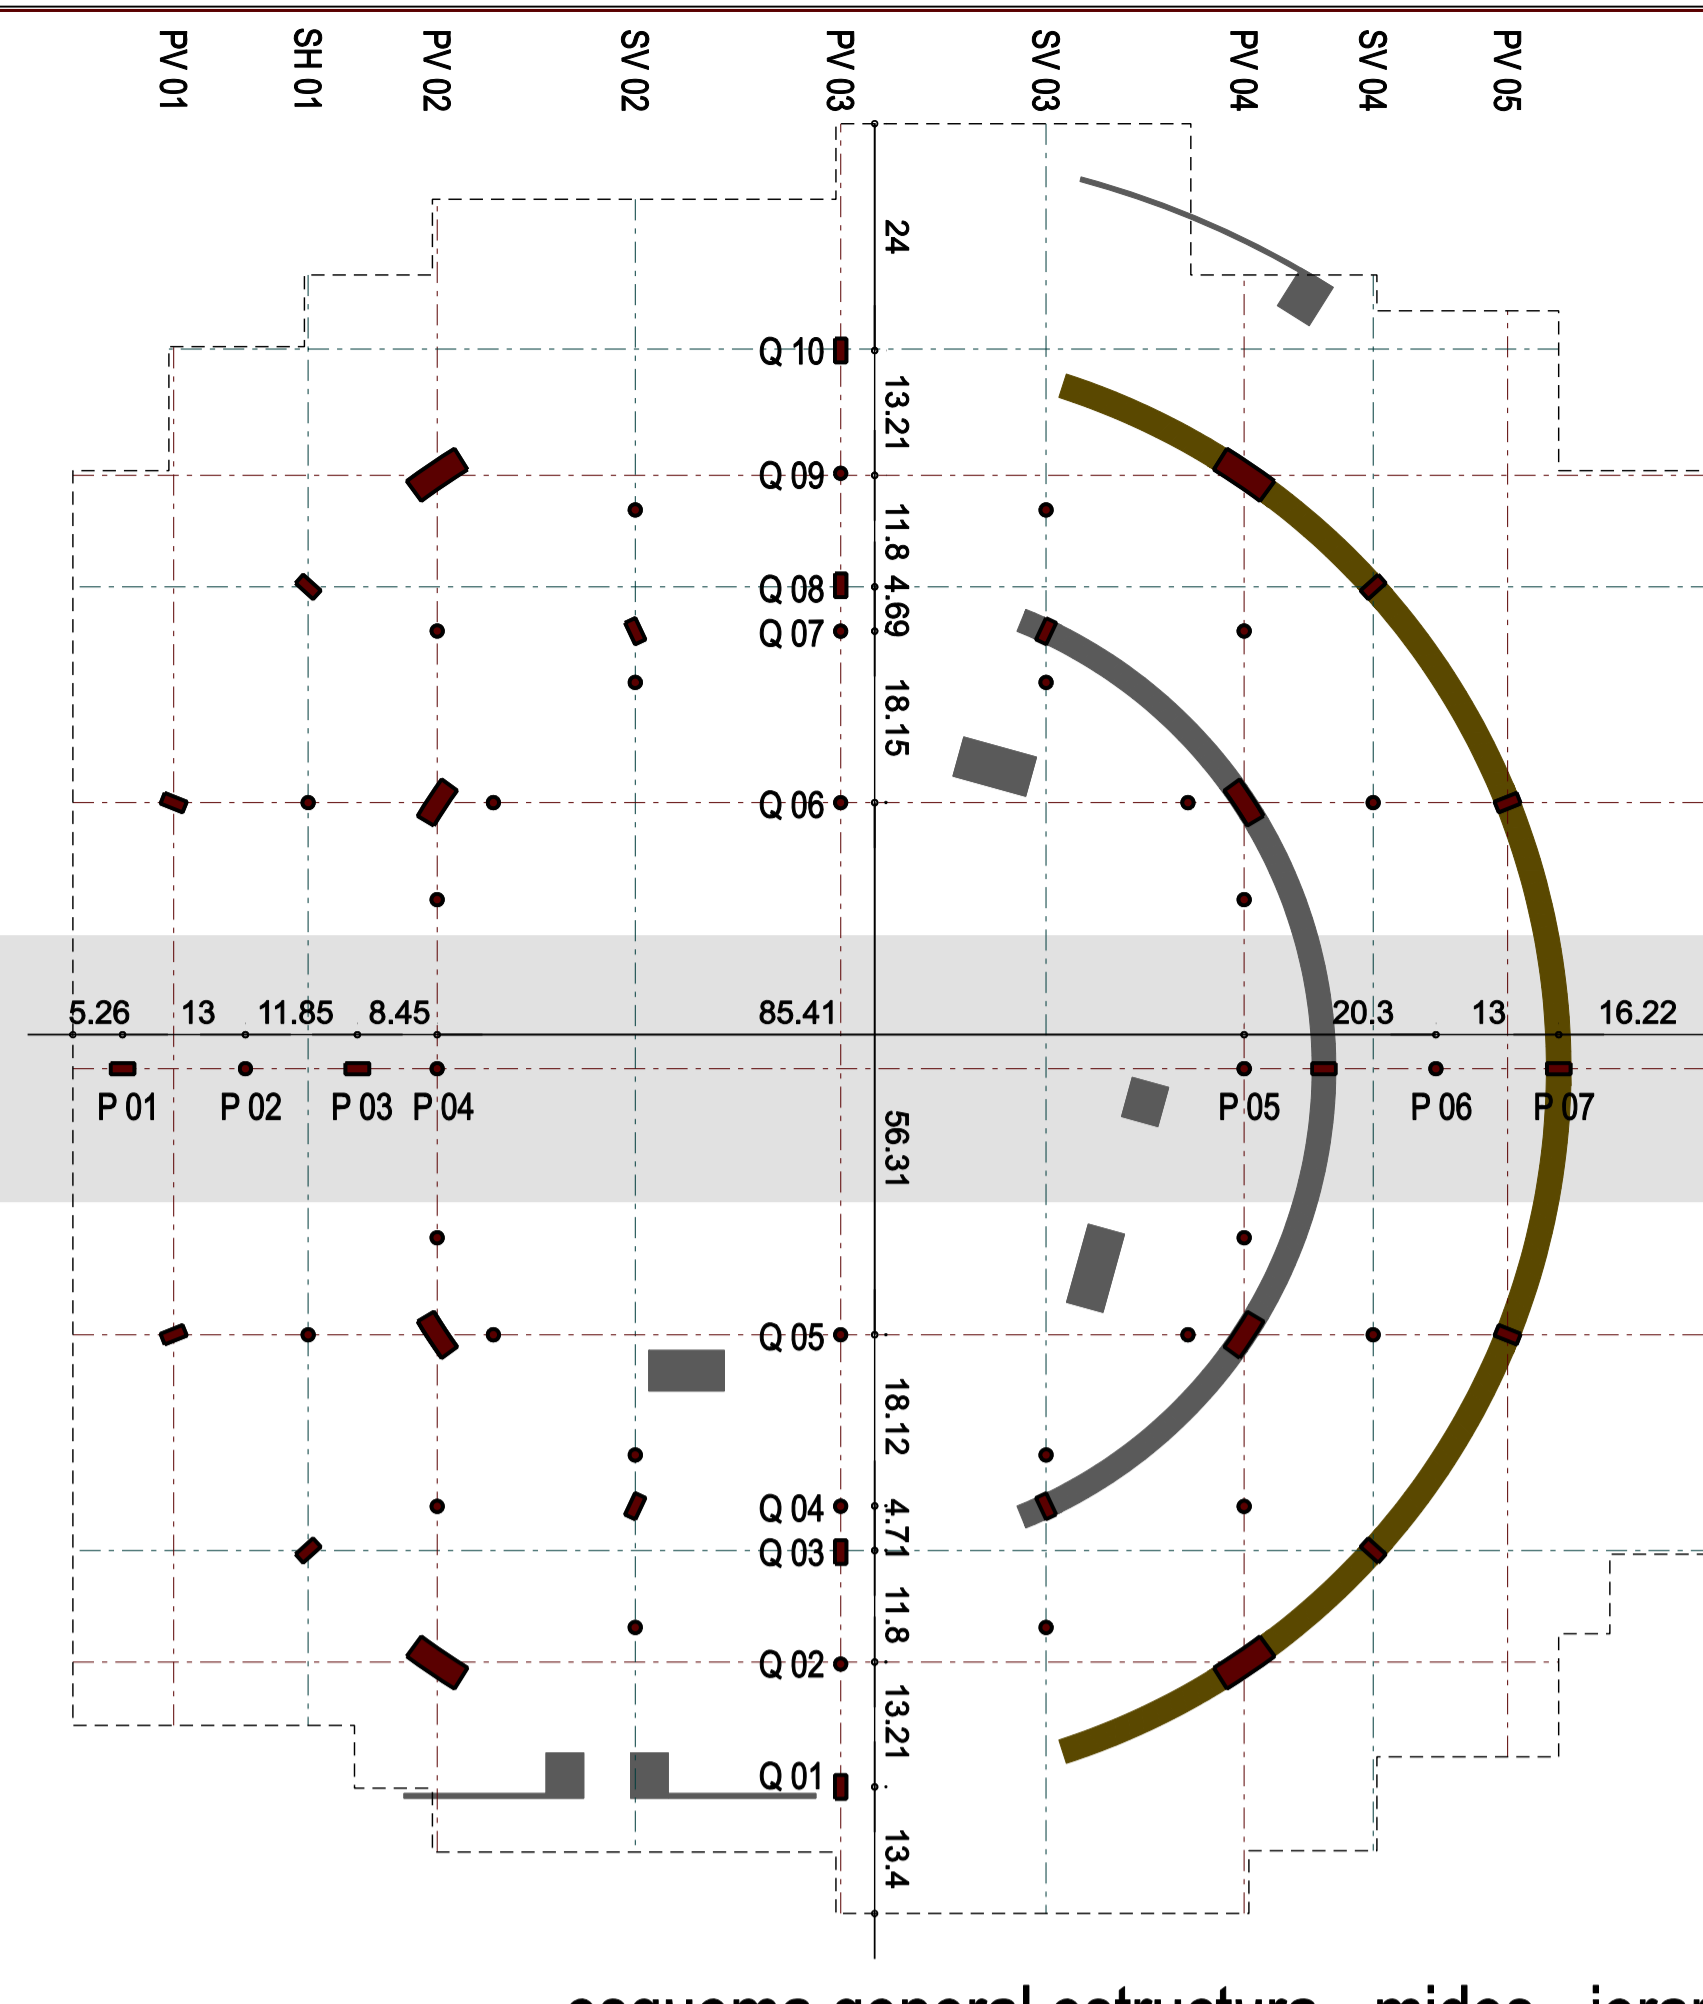 PV 01
SH 01
PV 02
SV 02
PV 03
SV 03
PV 04
SV 04
PV 05
24
Q 10
13.21
Q 09
11.8
Q 08
4.69
Q 07
18.15
Q 06
5.26 13 11.85 8.45 85.41 20.3 13 16.22
P 01 P 02 P 03 P 04 P 05 P 06 P 07
56.31
Q 05
18.12
Q 04
4.71
Q 03
11.8
Q 02
13.21
Q 01
13.4
esquema general estructura